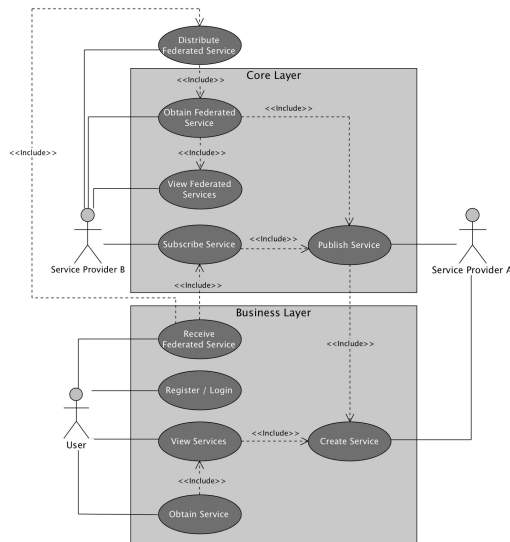 Distribute
Federated Service
Core Layer
<<Include>>
Obtain Federated
Service
<<Include>>
<<Include>>
<<Include>>
View Federated
Services
Subscribe Service
<<Include>>
Publish Service
Service Provider B
Service Provider A
<<Include>>
Business Layer
Receive
Federated Service
<<Include>>
Register / Login
User
View Services
<<Include>>
Create Service
<<Include>>
Obtain Service